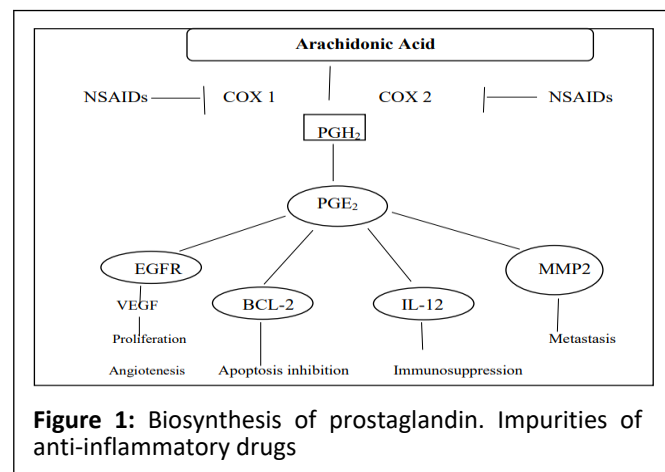 Arachidonic Acid
NSAIDs COX 1 COX 2 NSAIDs
PGH₂
PGE₂
EGFR BCL-2 IL-12 MMP2
VEGF
Proliferation Metastasis
Angiotenesis Apoptosis inhibition Immunosuppression
Figure 1: Biosynthesis of prostaglandin. Impurities of
anti-inflammatory drugs